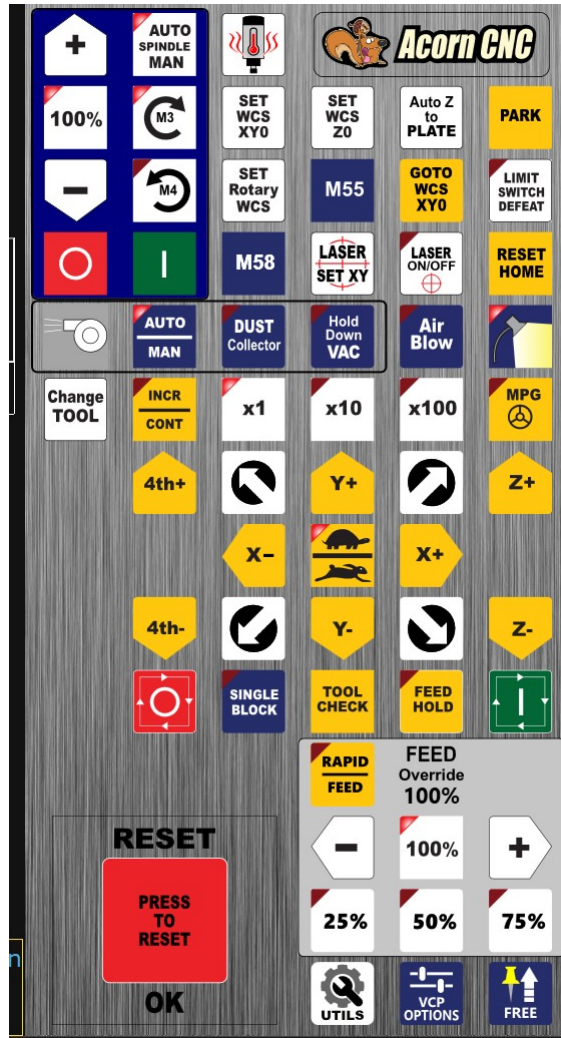 +
AUTO
SPINDLE
MAN
Acorn CNC
100%
M3
SET
WCS
XY0
SET
WCS
Z0
Auto Z
to
PLATE
PARK
-
M4
SET
Rotary
WCS
M55
GOTO
WCS
XY0
LIMIT
SWITCH
DEFEAT
M58
LASER
SET XY
LASER
ON/OFF
RESET
HOME
AUTO
MAN
DUST
Collector
Hold
Down
VAC
Air
Blow
Change
TOOL
INCR
CONT
x1
x10
x100
MPG
4th+
Y+
Z+
X-
X+
4th-
Y-
Z-
SINGLE
BLOCK
TOOL
CHECK
FEED
HOLD
RAPID
FEED
FEED
Override
100%
RESET
-
100%
+
PRESS
TO
RESET
25%
50%
75%
n
OK
UTILS
VCP
OPTIONS
FREE